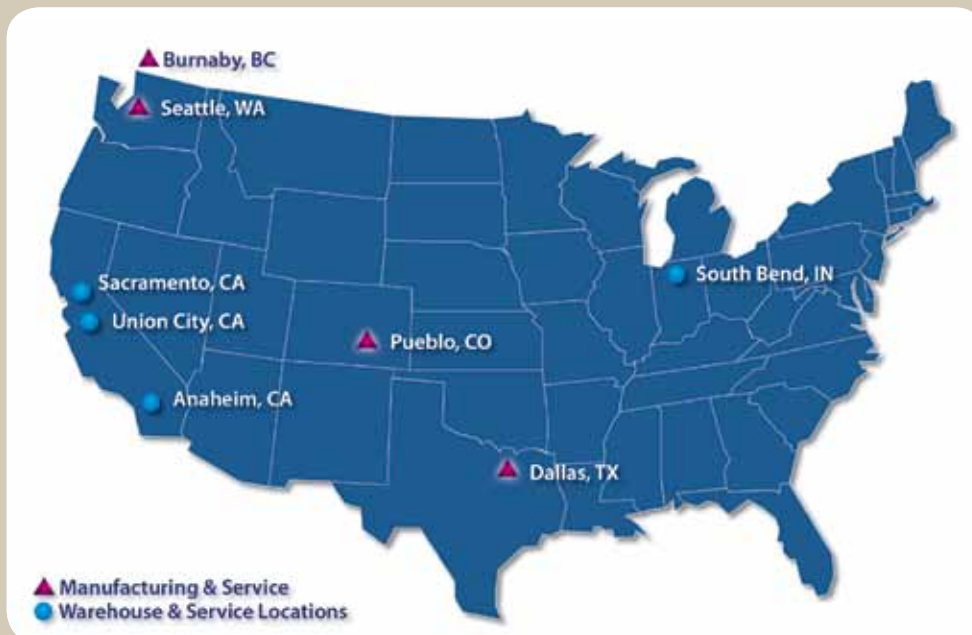 Burnaby, BC
Seattle, WA
Sacramento, CA
South Bend, IN
Union City, CA
Pueblo, CO
Anaheim, CA
Dallas, TX
Manufacturing & Service
Warehouse & Service Locations